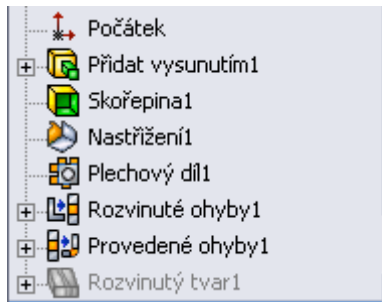 Počátek
Přidat vysunutím1
Skořepina1
Nastřižení1
Plechový díl1
Rozvinuté ohyby1
Provedené ohyby1
Rozvinutý tvar1